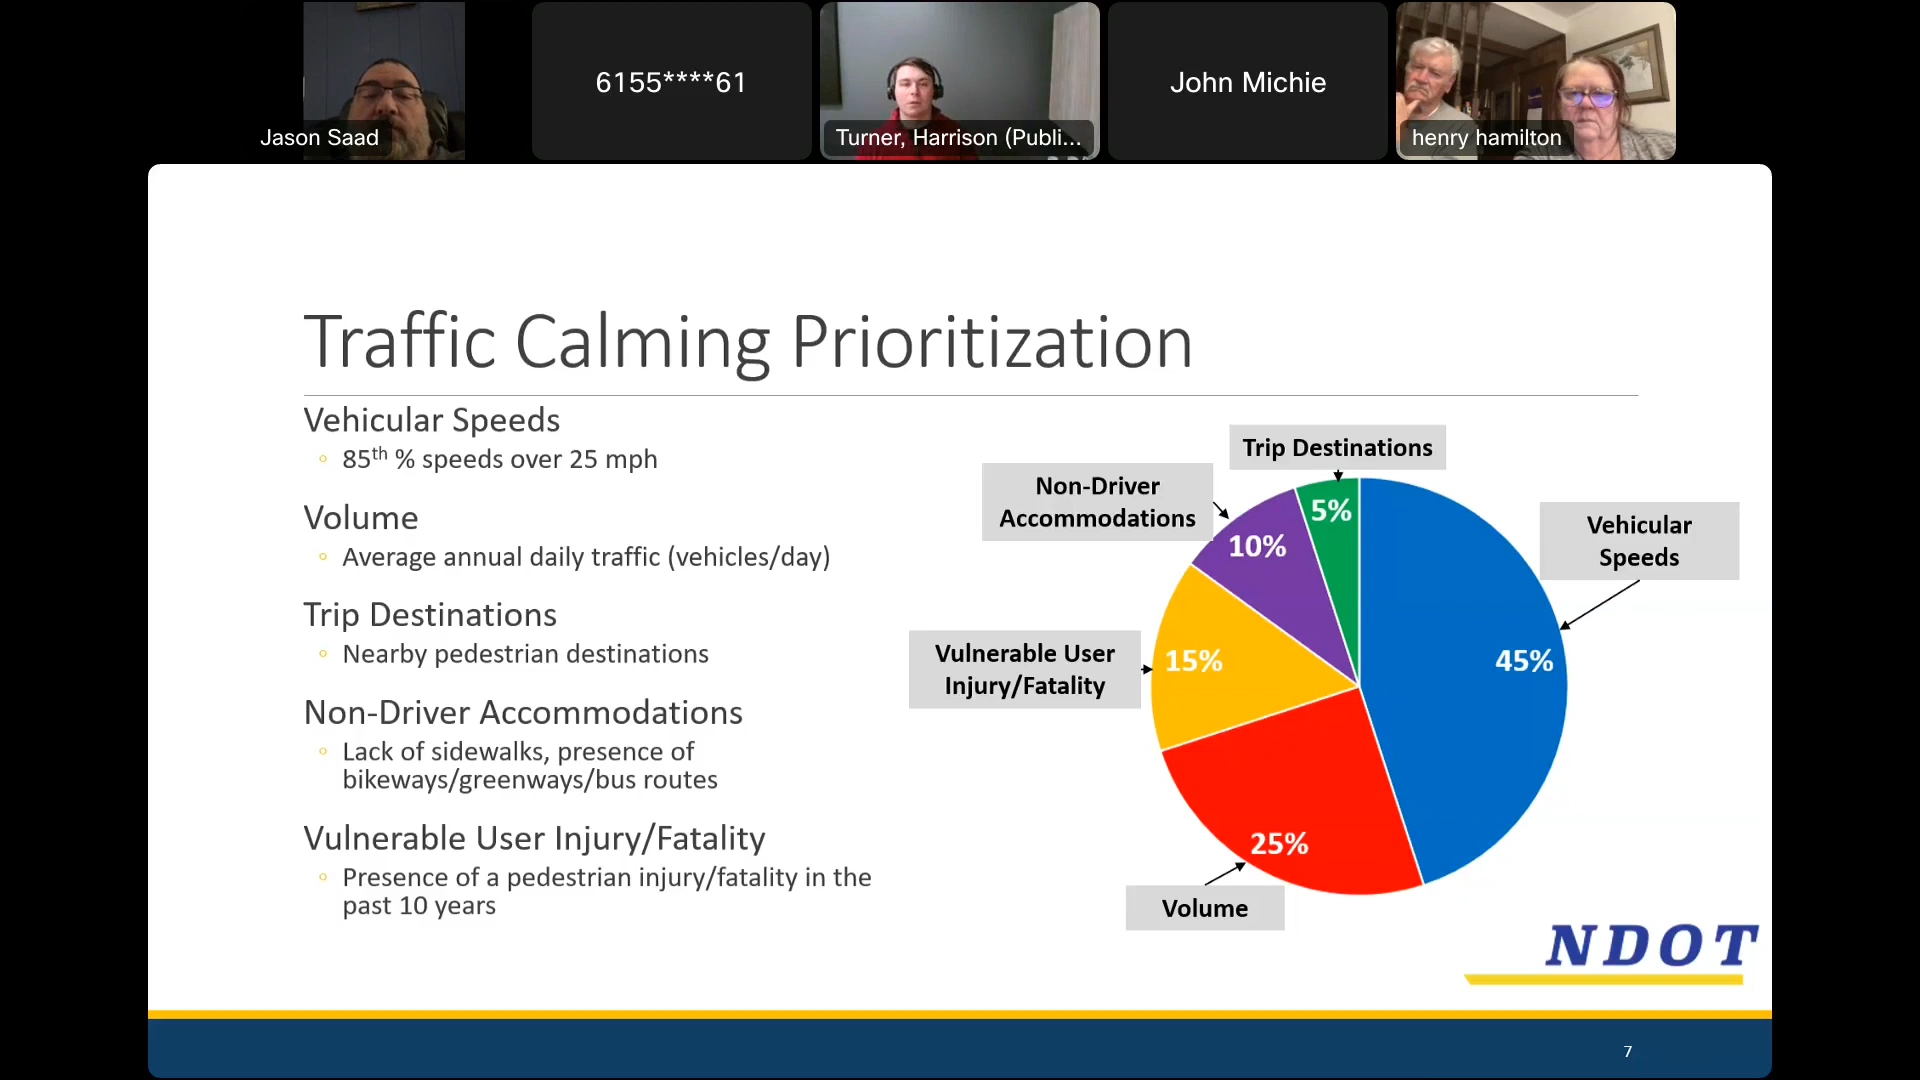 Jason Saad
6155****61
Turner, Harrison (Publi...
John Michie
henry hamilton
Traffic Calming Prioritization
Vehicular Speeds
◦ 85th % speeds over 25 mph
Volume
◦ Average annual daily traffic (vehicles/day)
Trip Destinations
◦ Nearby pedestrian destinations
Non-Driver Accommodations
◦ Lack of sidewalks, presence of
bikeways/greenways/bus routes
Vulnerable User Injury/Fatality
◦ Presence of a pedestrian injury/fatality in the
past 10 years
Trip Destinations
Non-Driver
Accommodations
Vehicular
Speeds
Vulnerable User
Injury/Fatality
Volume
5%
10%
15%
45%
25%
NDOT
7